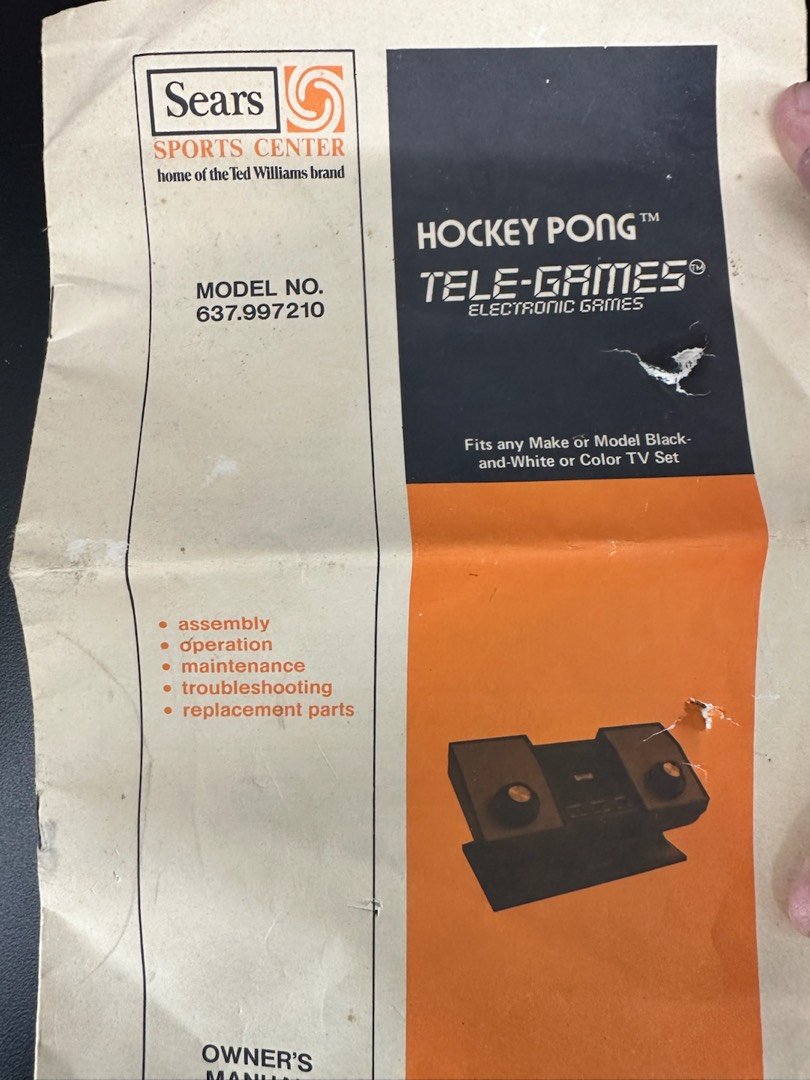 Sears
SPORTS CENTER
home of the Ted Williams brand
MODEL NO.
637.997210
• assembly
• operation
• maintenance
• troubleshooting
• replacement parts
OWNER'S
HOCKEY PONG™
TELE-GAMES™
ELECTRONIC GAMES
Fits any Make or Model Black-
and-White or Color TV Set